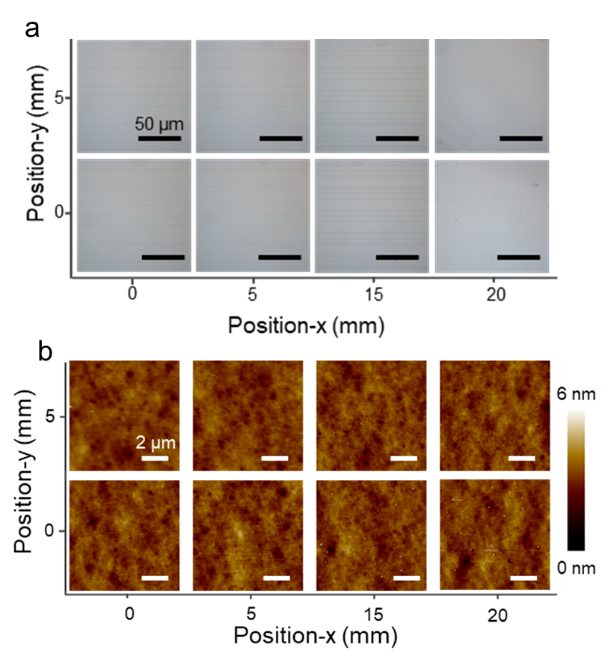 a
Position-y (mm)
5
0
50 μm
0
5
15
20
Position-x (mm)
b
Position-y (mm)
5
0
2 μm
6 nm
0 nm
0
5
15
20
Position-x (mm)